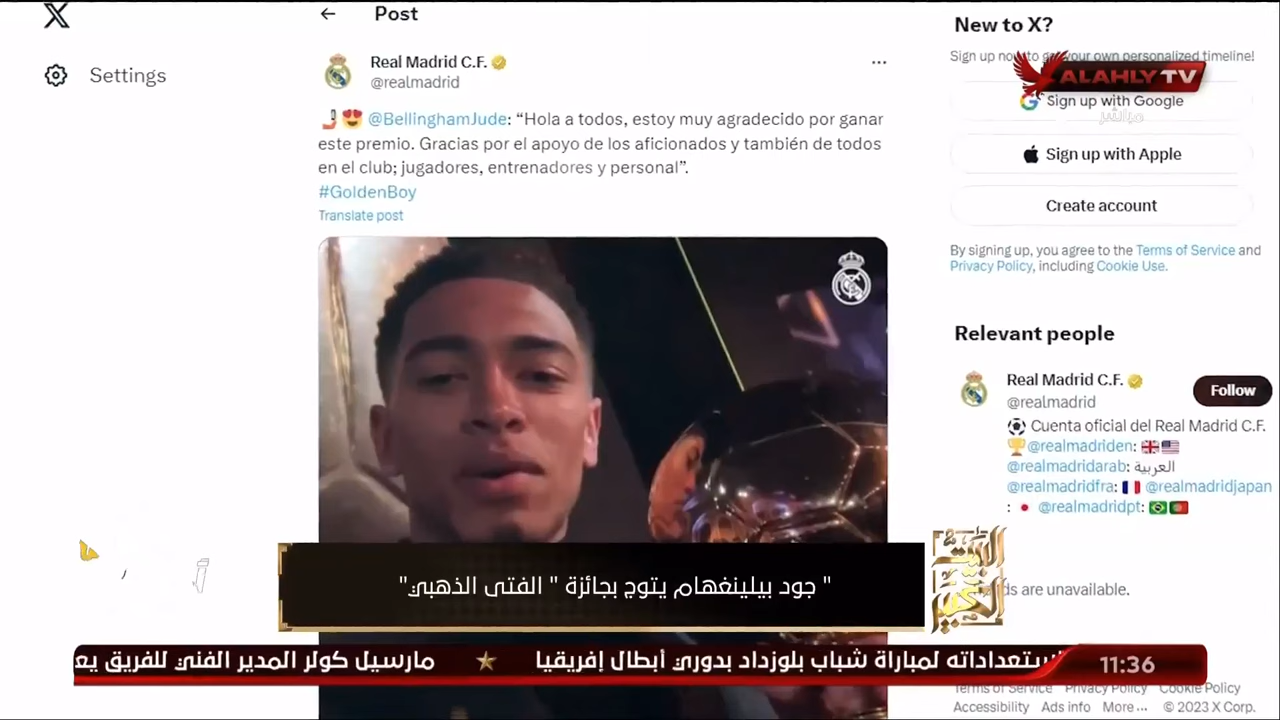 Post
Settings
Real Madrid C.F.
@realmadrid
@BellinghamJude: “Hola a todos, estoy muy agradecido por ganar
este premio. Gracias por el apoyo de los aficionados y también de todos
en el club; jugadores, entrenadores y personal”.
#GoldenBoy
Translate post
New to X?
Sign up now to get your own personalized timeline!
ALAHLY TV
مباشر
Sign up with Google
Sign up with Apple
Create account
By signing up, you agree to the Terms of Service and
Privacy Policy, including Cookie Use.
Relevant people
Real Madrid C.F.
@realmadrid
Follow
Cuenta oficial del Real Madrid C.F.
@realmadriden:
@realmadridarab: العربية
@realmadridfra: @realmadridjapan
: @realmadridpt:
are unavailable.
" جود بيلينغهام يتوج بجائزة " الفتى الذهبي"
استعداداته لمباراة شباب بلوزداد بدوري أبطال إفريقيا ★ مارسيل كولر المدير الفني للفريق يع
11:36
Terms of Service Privacy Policy Cookie Policy
Accessibility Ads info More ... © 2023 X Corp.